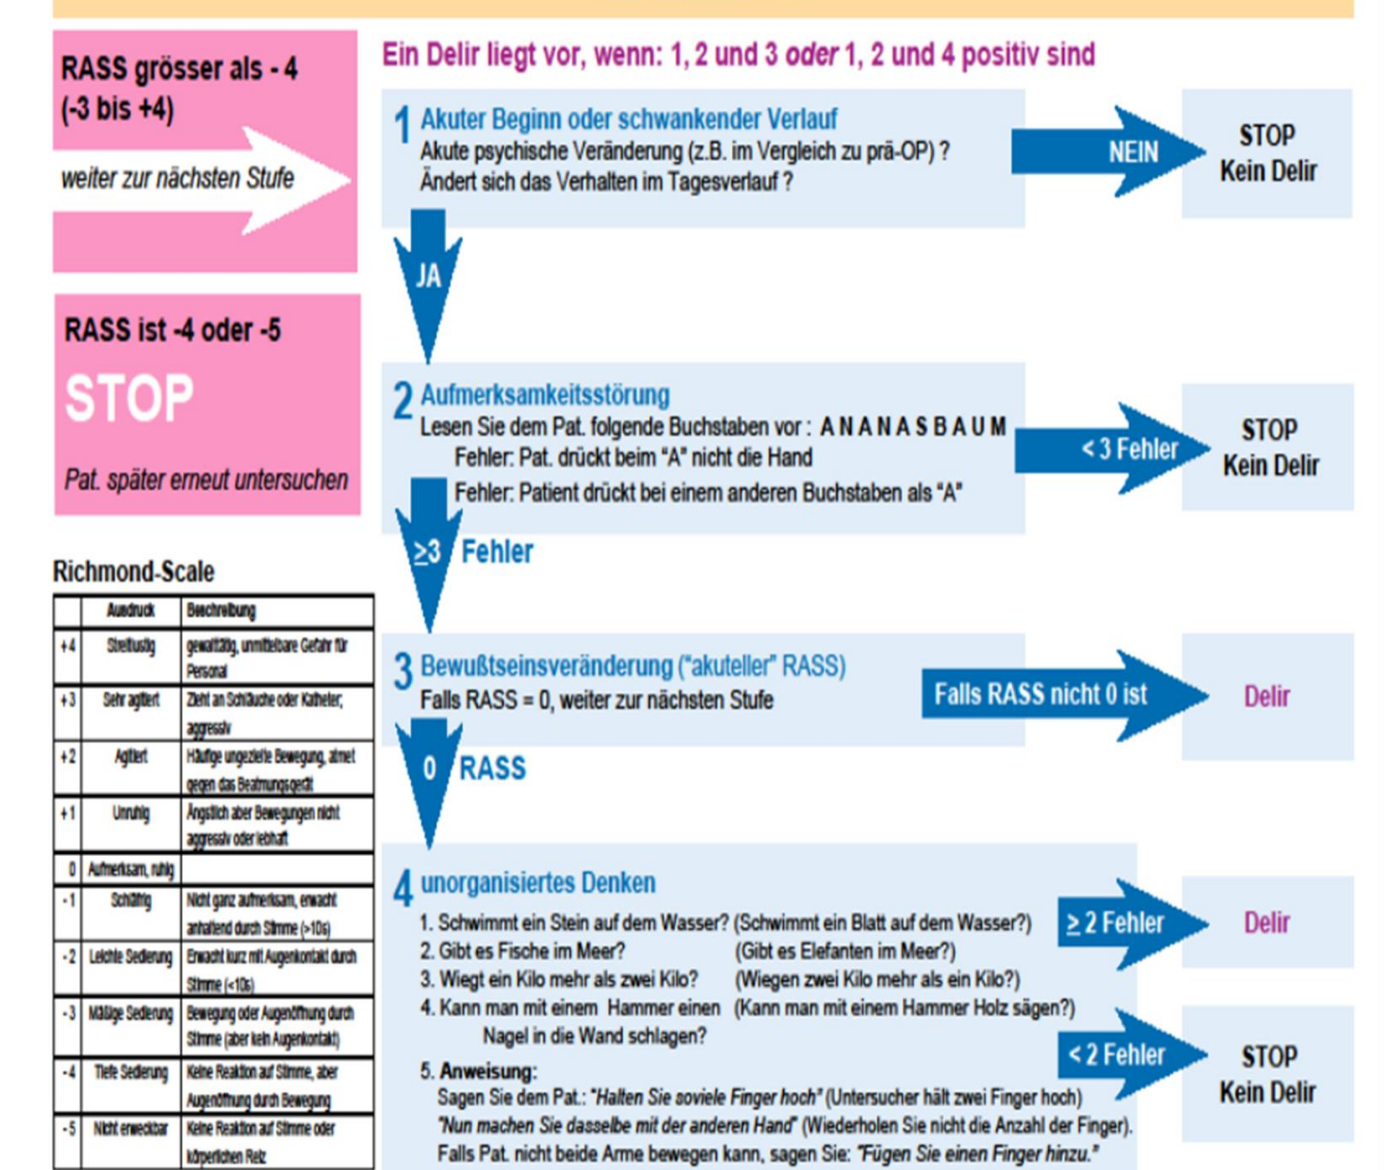 RASS grösser als - 4
(-3 bis +4)
weiter zur nächsten Stufe
RASS ist -4 oder -5
STOP
Pat. später erneut untersuchen
Ein Delir liegt vor, wenn: 1, 2 und 3 oder 1, 2 und 4 positiv sind
1 Akuter Beginn oder schwankender Verlauf
Akute psychische Veränderung (z.B. im Vergleich zu prä-OP) ?
Ändert sich das Verhalten im Tagesverlauf ?
NEIN
STOP
Kein Delir
JA
2 Aufmerksamkeitsstörung
Lesen Sie dem Pat. folgende Buchstaben vor : A N A N A S B A U M
Fehler: Pat. drückt beim “A” nicht die Hand
Fehler: Patient drückt bei einem anderen Buchstaben als “A”
< 3 Fehler
STOP
Kein Delir
≥3 Fehler
3 Bewußtseinsveränderung (“akuteller” RASS)
Falls RASS = 0, weiter zur nächsten Stufe
Falls RASS nicht 0 ist
Delir
0 RASS
4 unorganisiertes Denken
1. Schwimmt ein Stein auf dem Wasser? (Schwimmt ein Blatt auf dem Wasser?)
2. Gibt es Fische im Meer? (Gibt es Elefanten im Meer?)
3. Wiegt ein Kilo mehr als zwei Kilo? (Wiegen zwei Kilo mehr als ein Kilo?)
4. Kann man mit einem Hammer einen (Kann man mit einem Hammer Holz sägen?)
Nagel in die Wand schlagen?
5. Anweisung:
Sagen Sie dem Pat.: “Halten Sie soviele Finger hoch” (Untersucher hält zwei Finger hoch)
“Nun machen Sie dasselbe mit der anderen Hand” (Wiederholen Sie nicht die Anzahl der Finger).
Falls Pat. nicht beide Arme bewegen kann, sagen Sie: “Fügen Sie einen Finger hinzu.”
≥ 2 Fehler
Delir
< 2 Fehler
STOP
Kein Delir
Richmond-Scale
Ausdruck Beschreibung
+4 Streitlustig gewalttätig, unmittelbare Gefahr für
Personal
+3 Sehr agitiert Zieht an Schläuche oder Katheter;
aggressiv
+2 Agitiert Häufige ungezielte Bewegung, atmet
gegen das Beatmungsgerät
+1 Unruhig Ängstlich aber Bewegungen nicht
aggressiv oder lebhaft
0 Aufmerksam, ruhig
-1 Schläfrig Nicht ganz aufmerksam, erwacht
anhaltend durch Stimme (>10s)
-2 Leichte Sedierung Erwacht kurz mit Augenkontakt durch
Stimme (<10s)
-3 Mäßige Sedierung Bewegung oder Augenöffnung durch
Stimme (aber kein Augenkontakt)
-4 Tiefe Sedierung Keine Reaktion auf Stimme, aber
Augenöffnung durch Bewegung
-5 Nicht erweckbar Keine Reaktion auf Stimme oder
körperlichen Reiz